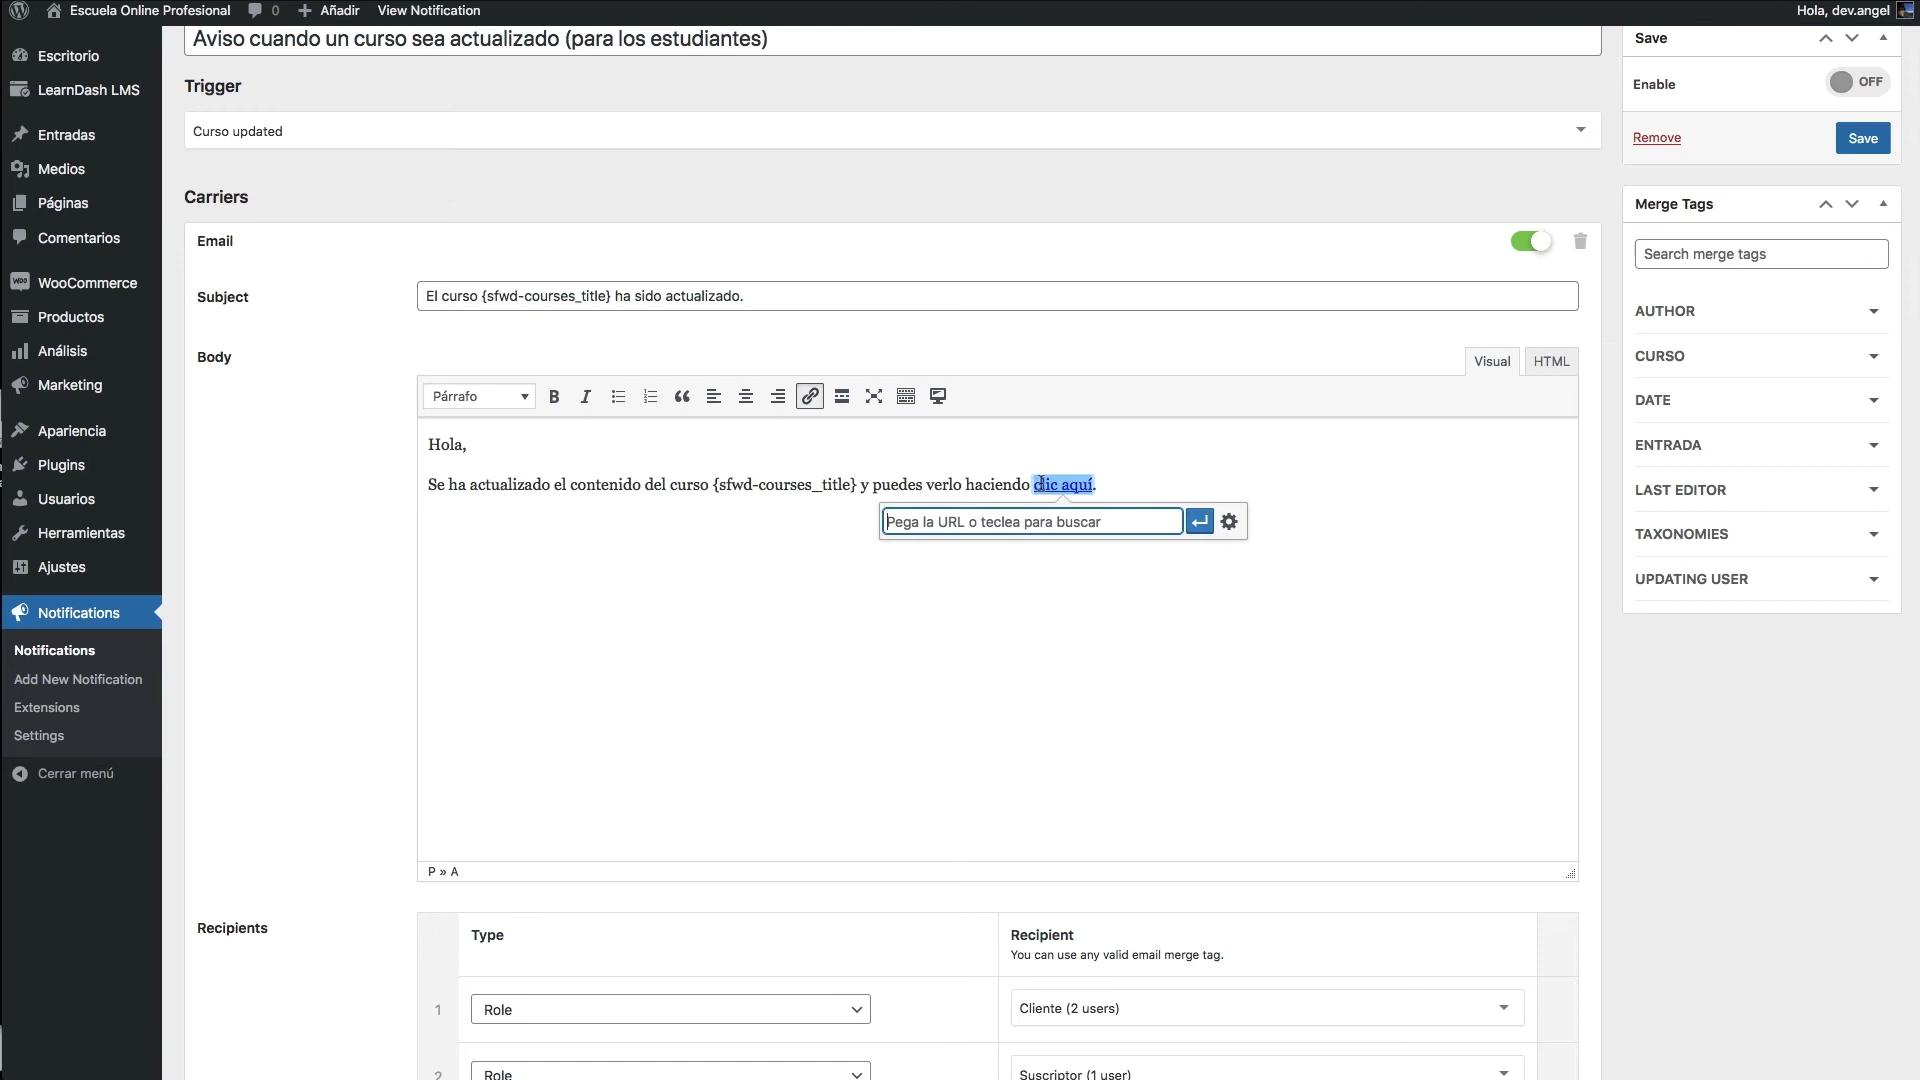 Escuela Online Profesional
0
Añadir
View Notification
Hola, dev.angel
Escritorio
LearnDash LMS
Entradas
Medios
Páginas
Comentarios
WooCommerce
Productos
Análisis
Marketing
Apariencia
Plugins
Usuarios
Herramientas
Ajustes
Notifications
Notifications
Add New Notification
Extensions
Settings
Cerrar menú
Aviso cuando un curso sea actualizado (para los estudiantes)
Trigger
Curso updated
Carriers
Email
Subject
El curso {sfwd-courses_title} ha sido actualizado.
Body
Visual
HTML
Párrafo
Hola,
Se ha actualizado el contenido del curso {sfwd-courses_title} y puedes verlo haciendo clic aquí.
Pega la URL o teclea para buscar
P » A
Recipients
Type
Recipient
You can use any valid email merge tag.
1
Role
Cliente (2 users)
2
Role
Suscriptor (1 user)
Save
Enable
OFF
Remove
Save
Merge Tags
Search merge tags
AUTHOR
CURSO
DATE
ENTRADA
LAST EDITOR
TAXONOMIES
UPDATING USER